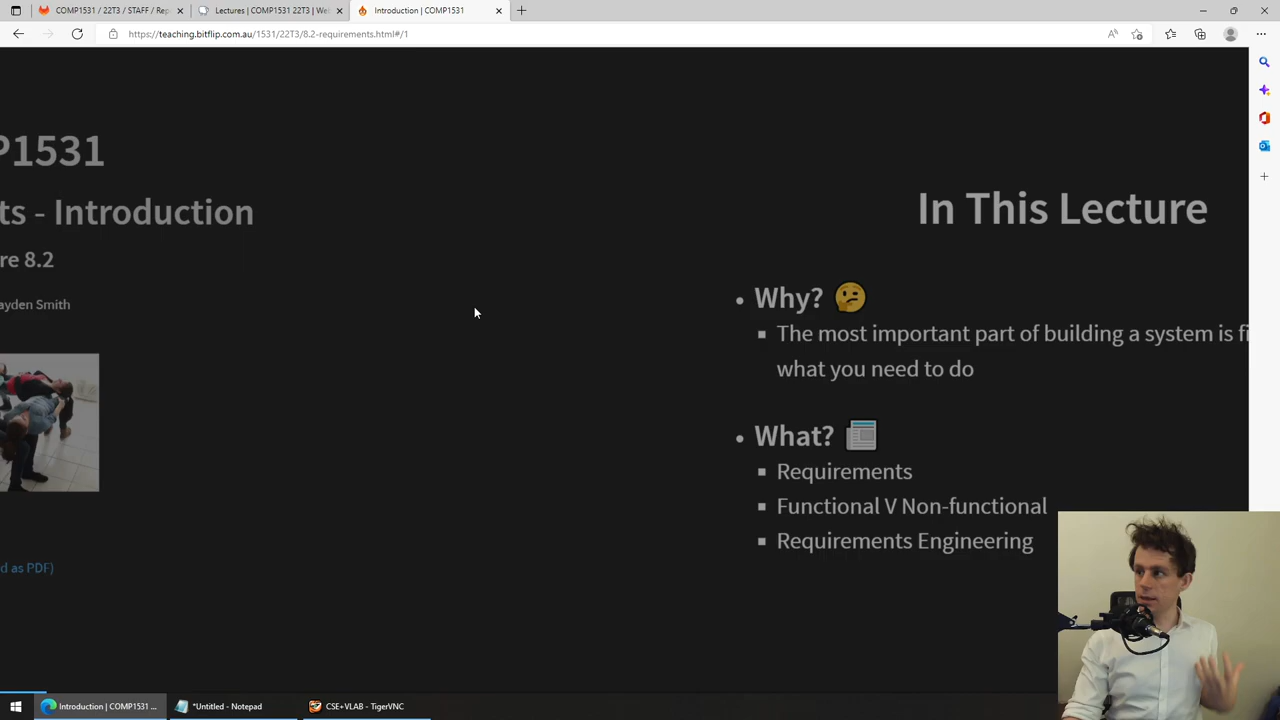 COMP1531 / 22T3 / STAFF / Rep
Lectures | COMP1531 22T3 | We
Introduction | COMP1531
https://teaching.bitflip.com.au/1531/22T3/8.2-requirements.html#/1
P1531
ts - Introduction
re 8.2
ayden Smith
d as PDF)
In This Lecture
Why?
The most important part of building a system is fi
what you need to do
What?
Requirements
Functional V Non-functional
Requirements Engineering
Introduction | COMP1531 ...
*Untitled - Notepad
CSE+VLAB - TigerVNC